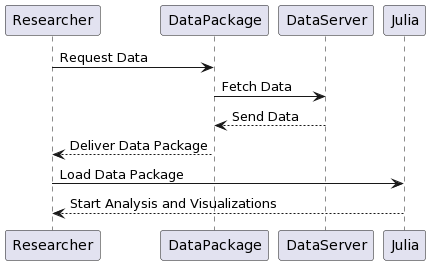 Researcher DataPackage DataServer Julia
Request Data
Fetch Data
Send Data
Deliver Data Package
Load Data Package
Start Analysis and Visualizations
Researcher DataPackage DataServer Julia